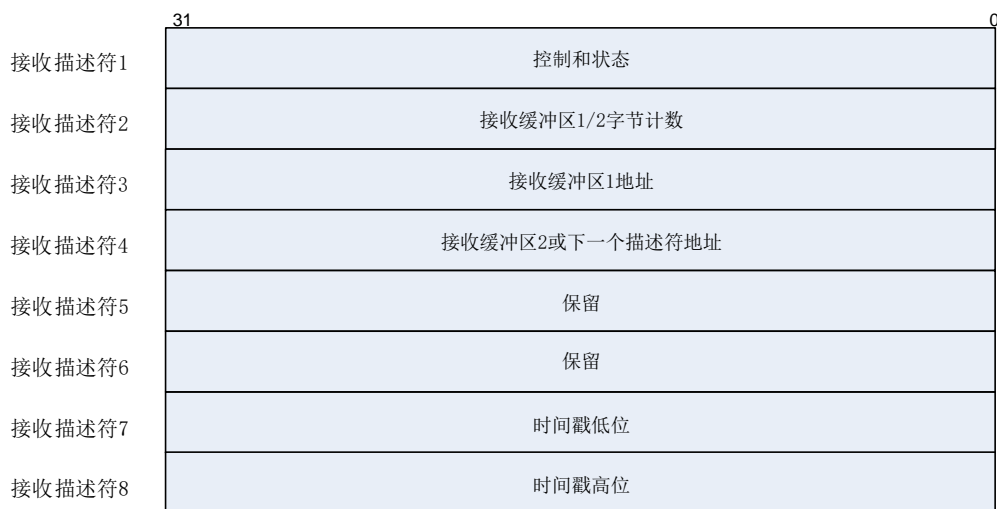 31 0
接收描述符1 控制和状态
接收描述符2 接收缓冲区1/2字节计数
接收描述符3 接收缓冲区1地址
接收描述符4 接收缓冲区2或下一个描述符地址
接收描述符5 保留
接收描述符6 保留
接收描述符7 时间戳低位
接收描述符8 时间戳高位